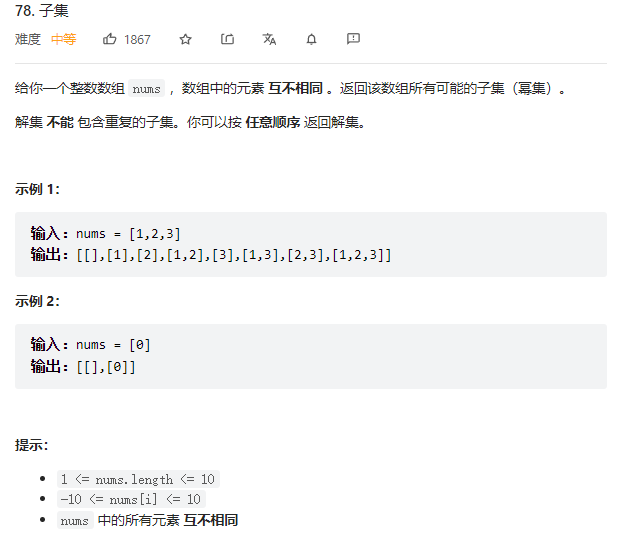 78. 子集
难度 中等 1867
给你一个整数数组 nums ，数组中的元素 互不相同 。返回该数组所有可能的子集（幂集）。
解集 不能 包含重复的子集。你可以按 任意顺序 返回解集。
示例 1：
输入：nums = [1,2,3]
输出：[[],[1],[2],[1,2],[3],[1,3],[2,3],[1,2,3]]
示例 2：
输入：nums = [0]
输出：[[],[0]]
提示：
1 <= nums.length <= 10
-10 <= nums[i] <= 10
nums 中的所有元素 互不相同